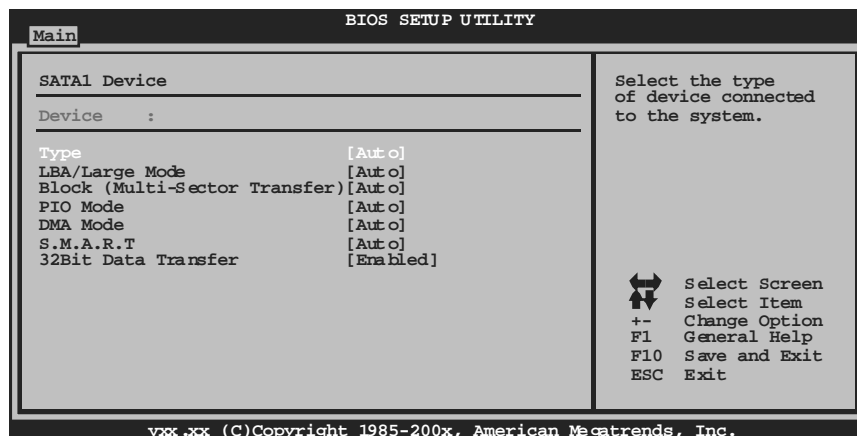 BIOS SETUP UTILITY
Main
SATA1 Device
Device :
Type [Auto]
LBA/Large Mode [Auto]
Block (Multi-Sector Transfer)[Auto]
PIO Mode [Auto]
DMA Mode [Auto]
S.M.A.R.T [Auto]
32Bit Data Transfer [Enabled]
Select the type
of device connected
to the system.
Select Screen
Select Item
+- Change Option
F1 General Help
F10 Save and Exit
ESC Exit
vxx.xx (C)Copyright 1985-200x, American Megatrends, Inc.